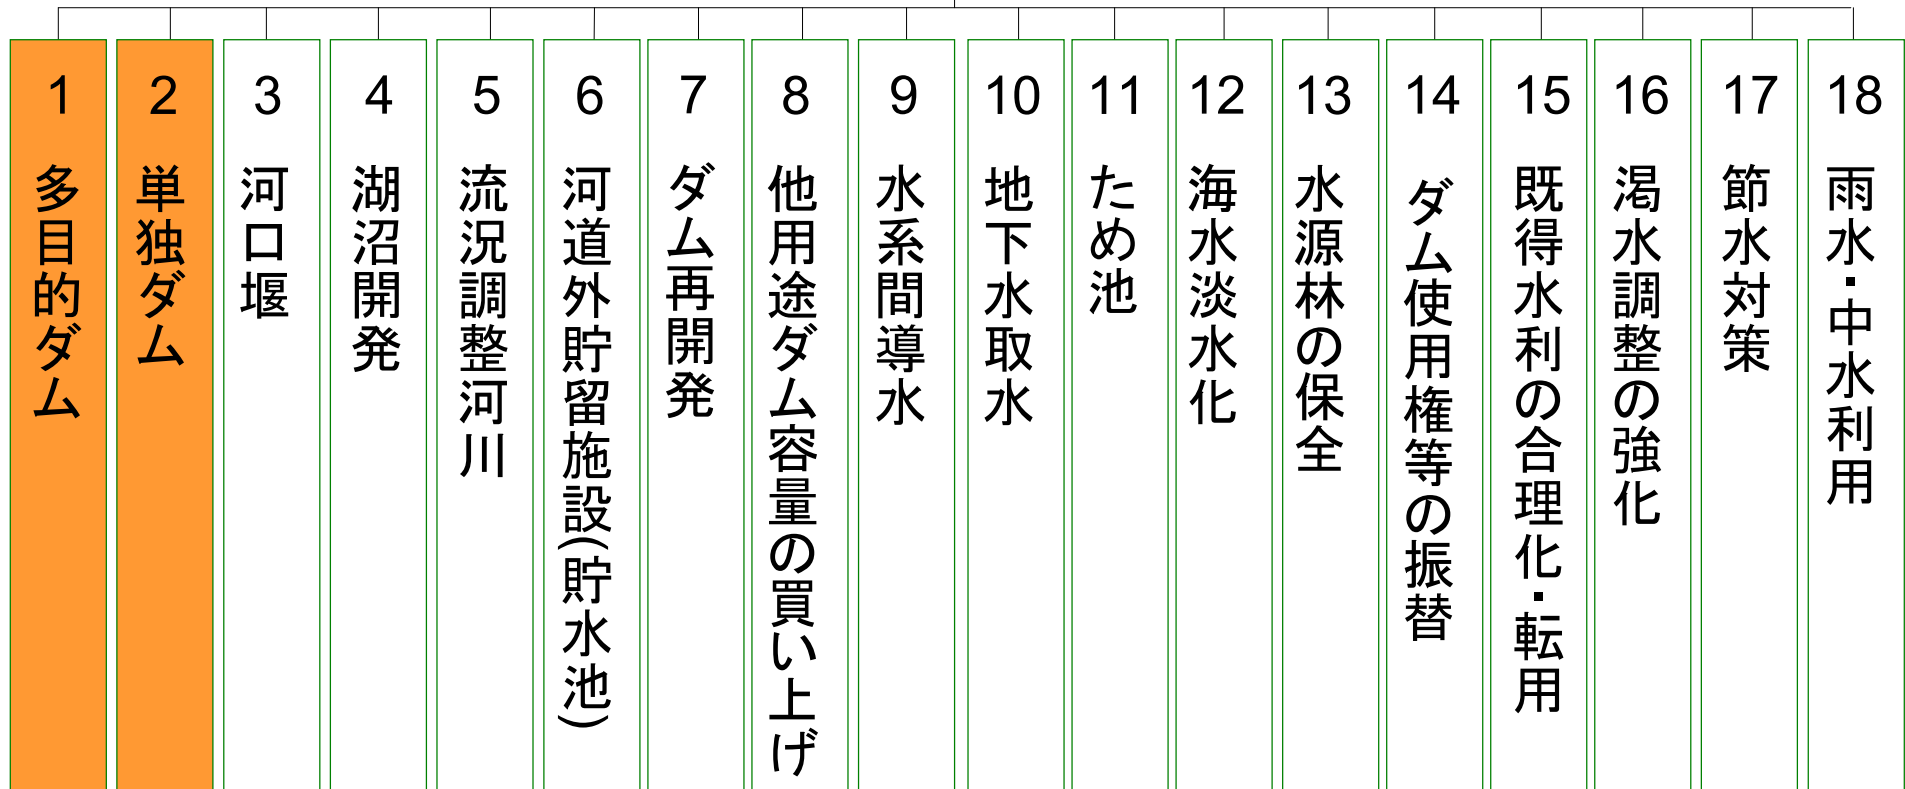 1 多目的ダム
2 単独ダム
3 河口堰
4 湖沼開発
5 流況調整河川
6 河道外貯留施設(貯水池)
7 ダム再開発
8 他用途ダム容量の買い上げ
9 水系間導水
10 地下水取水
11 ため池
12 海水淡水化
13 水源林の保全
14 ダム使用権等の振替
15 既得水利の合理化・転用
16 渇水調整の強化
17 節水対策
18 雨水・中水利用